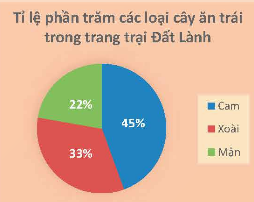 Tỉ lệ phần trăm các loại cây ăn trái
trong trang trại Đất Lành
22%
45%
33%
Cam
Xoài
Mận